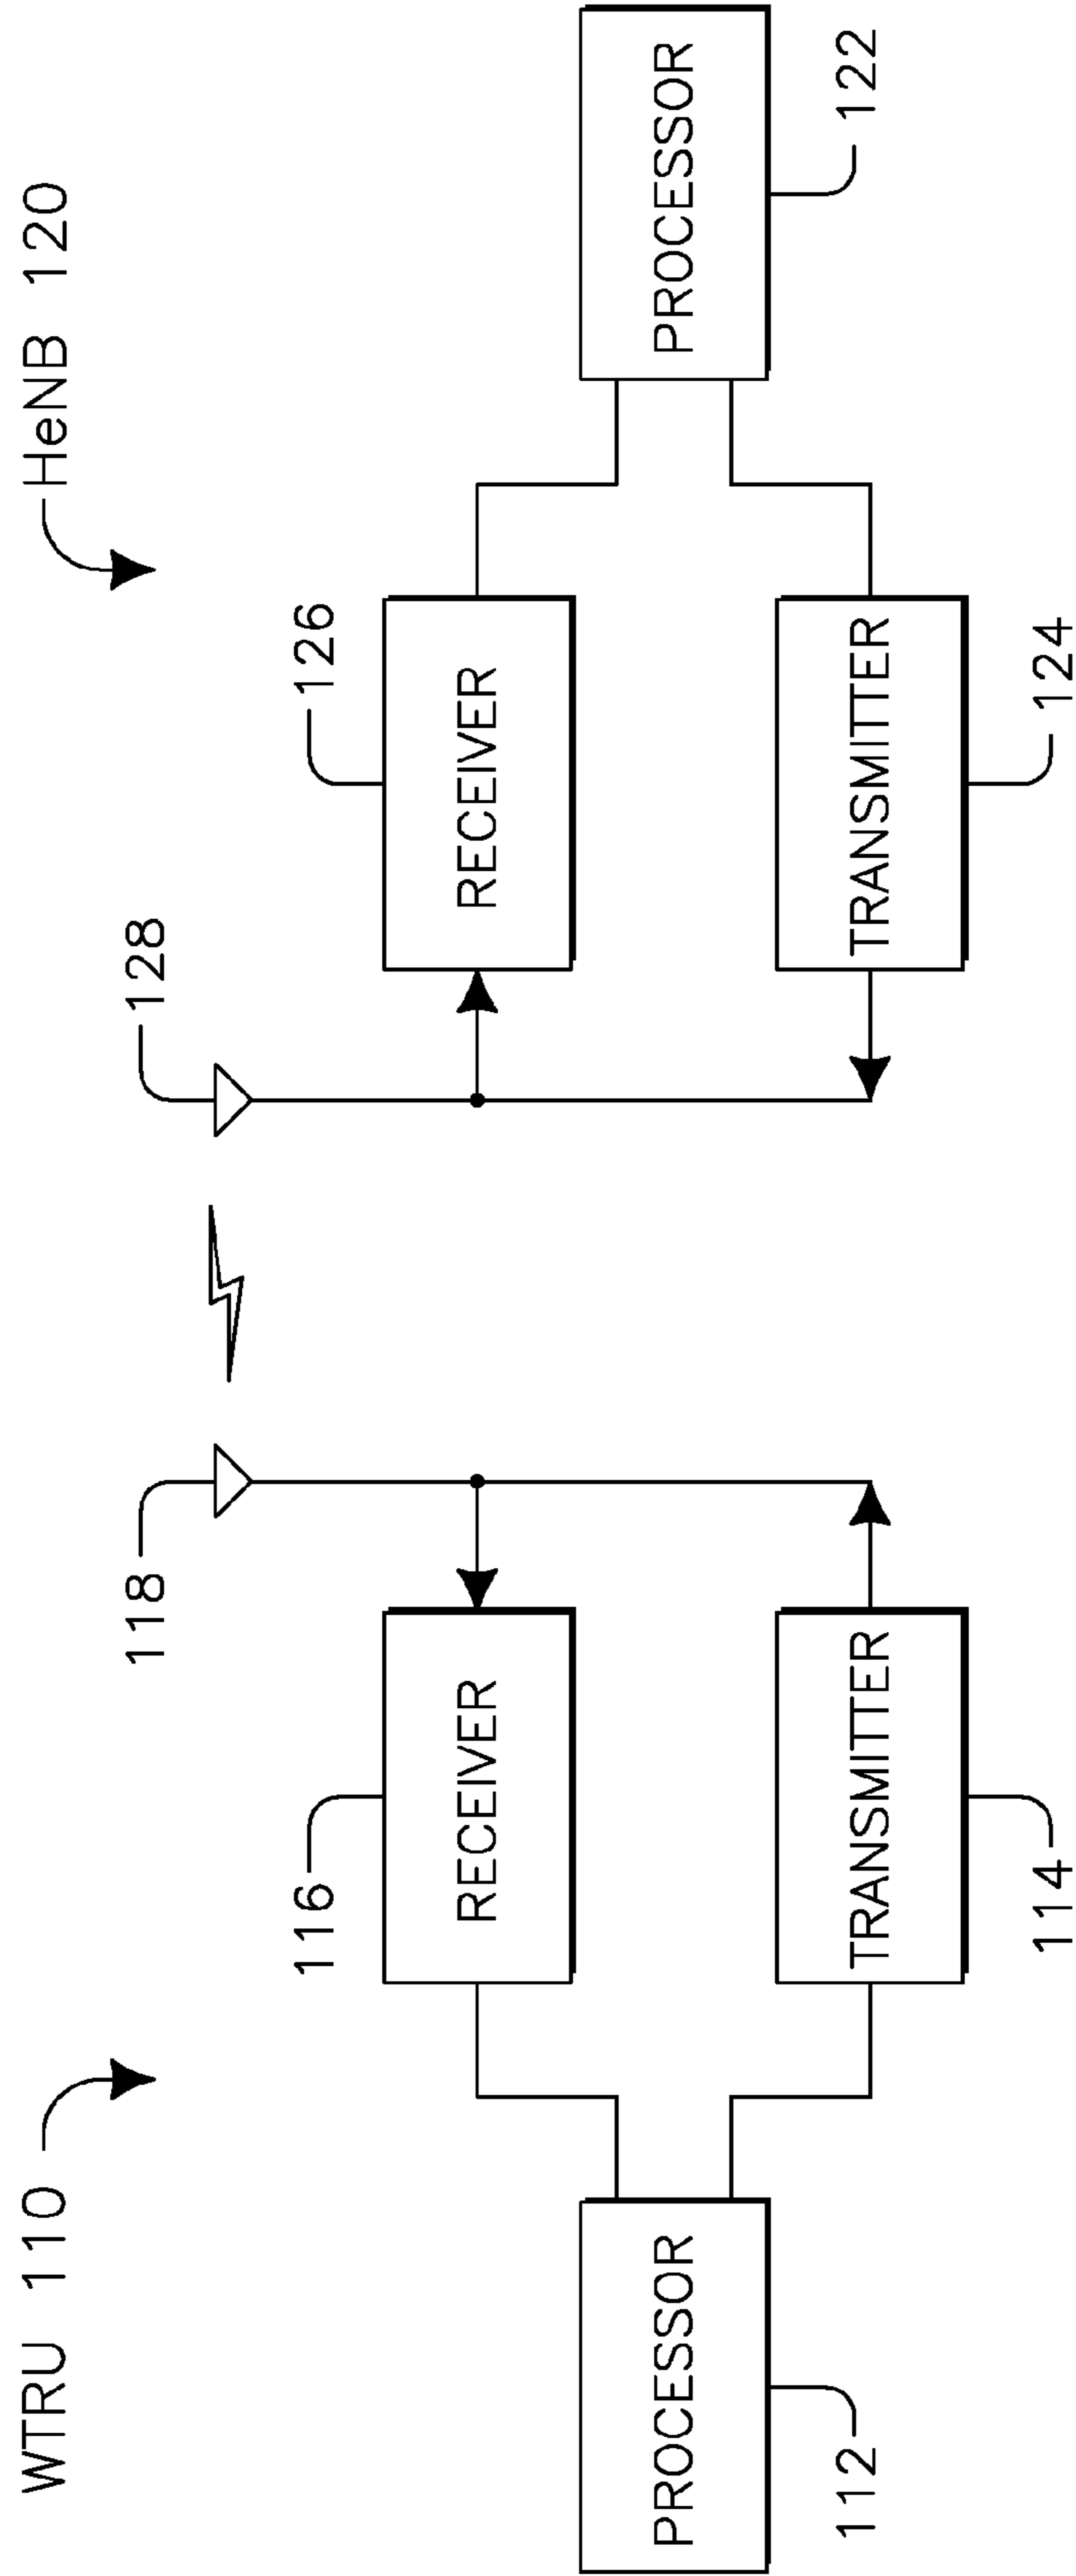 WTRU 110
HeNB 120
118
128
116
126
RECEIVER
RECEIVER
PROCESSOR
PROCESSOR
112
122
TRANSMITTER
TRANSMITTER
114
124